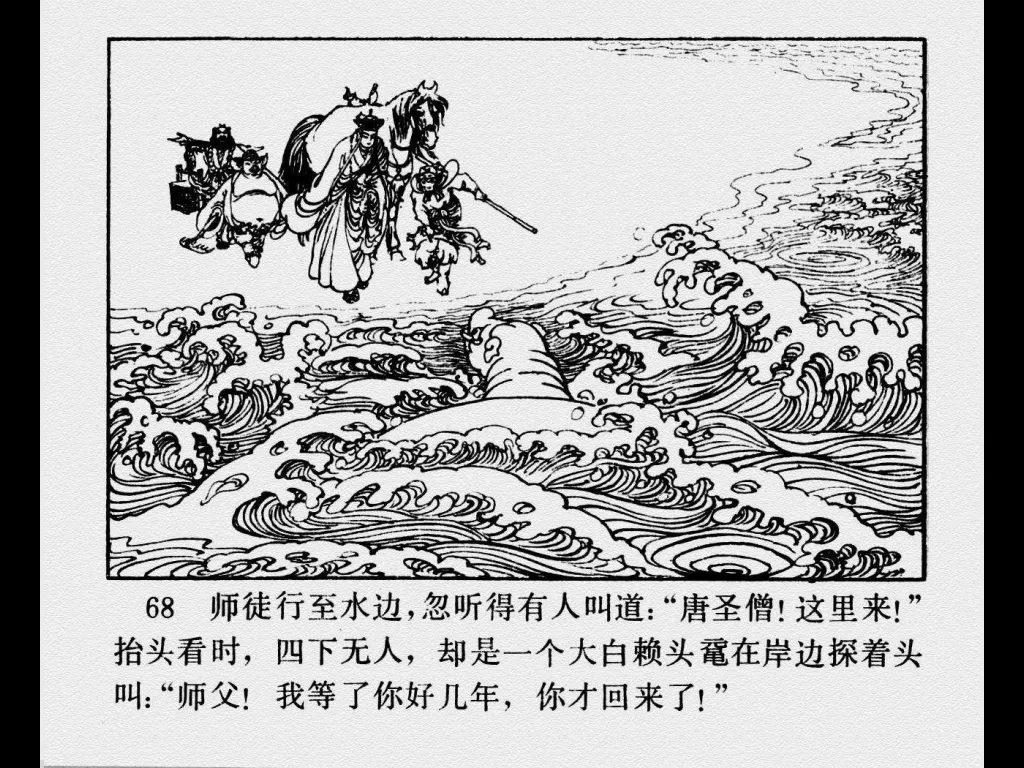 68 师徒行至水边,忽听得有人叫道:“唐圣僧!这里来!”
抬头看时,四下无人,却是一个大白赖头鼋在岸边探着头
叫:“师父!我等了你好几年,你才回来了!”